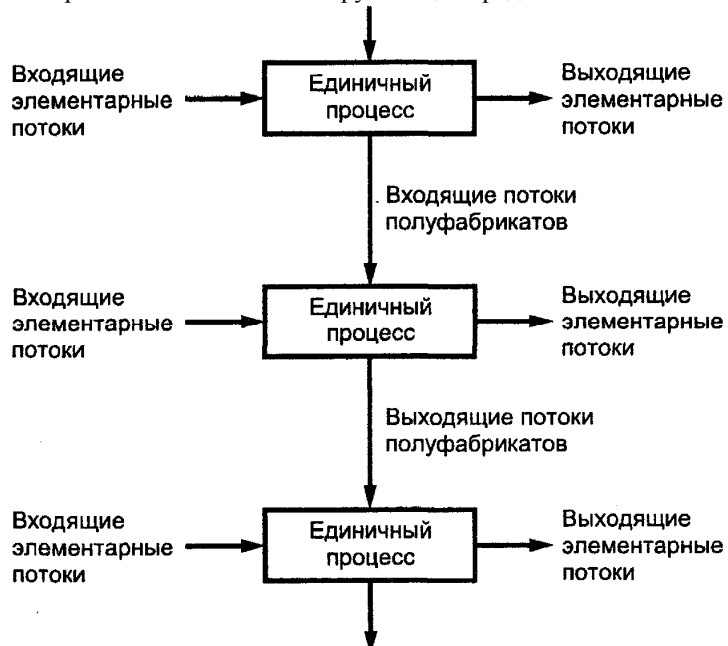 Входящие
элементарные
потоки
Единичный
процесс
Выходящие
элементарные
потоки
Входящие потоки
полуфабрикатов
Входящие
элементарные
потоки
Единичный
процесс
Выходящие
элементарные
потоки
Выходящие потоки
полуфабрикатов
Входящие
элементарные
потоки
Единичный
процесс
Выходящие
элементарные
потоки